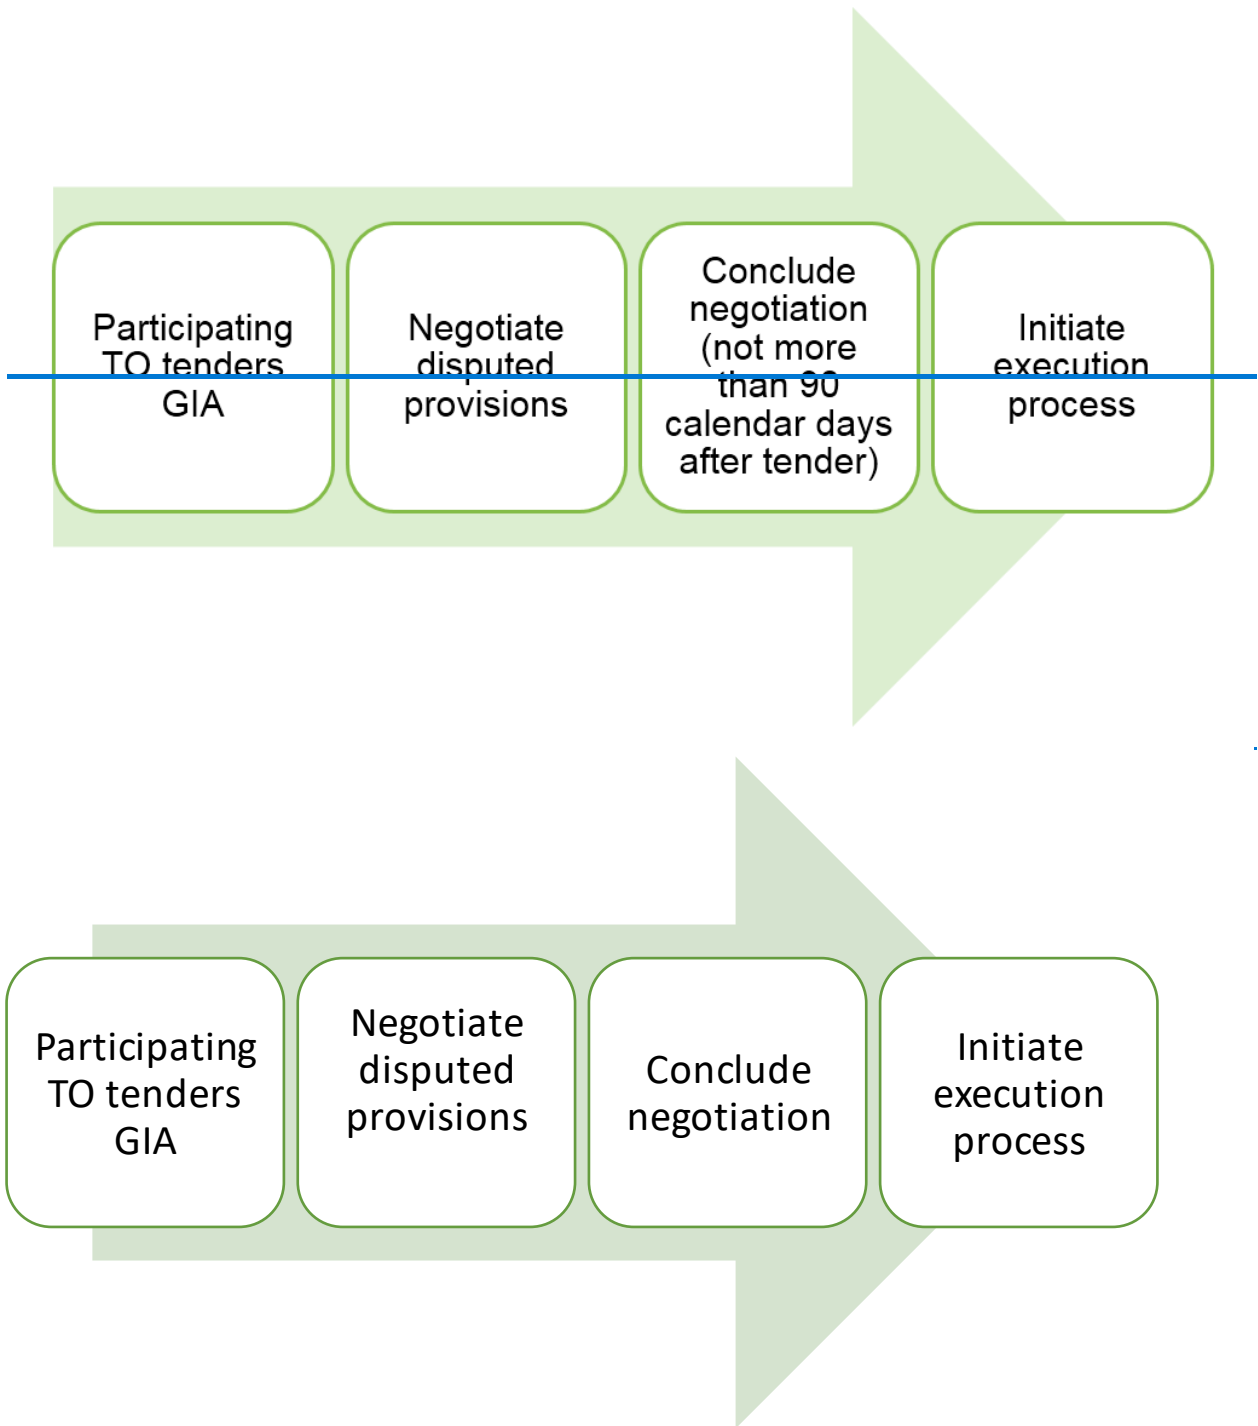 Participating
TO tenders
GIA
Negotiate
disputed
provisions
Conclude
negotiation
(not more
than 90
calendar days
after tender)
Initiate
execution
process
Participating
TO tenders
GIA
Negotiate
disputed
provisions
Conclude
negotiation
Initiate
execution
process